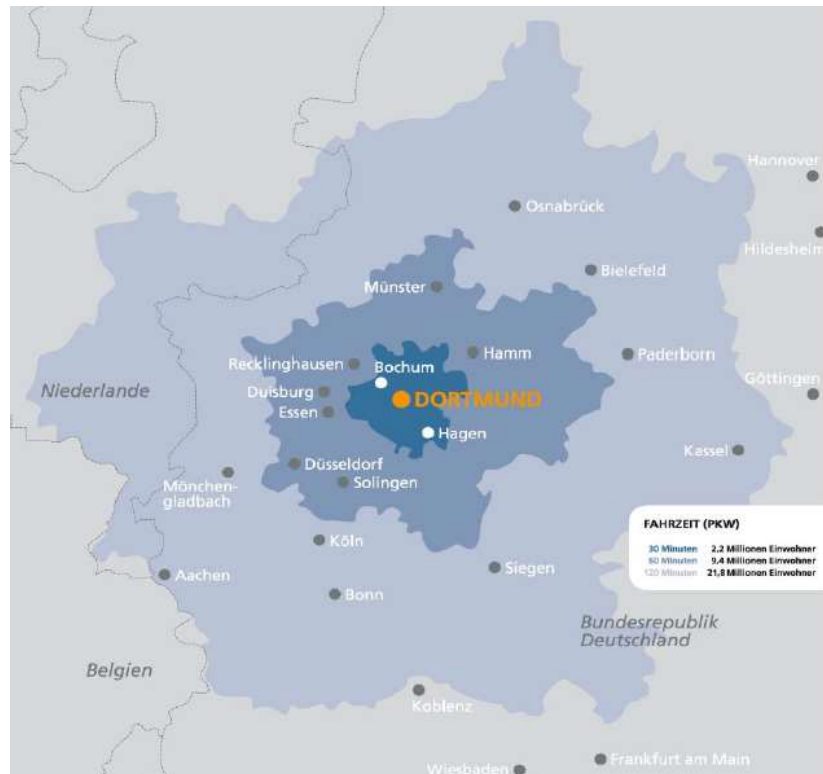 Hannover
Osnabrück
Hildesheim
Bielefeld
Münster
Recklinghausen
Bochum
Hamm
Paderborn
Niederlande
Duisburg
DORTMUND
Göttingen
Essen
Hagen
Kassel
Düsseldorf
Mönchen-
gladbach
Solingen
FAHRZEIT (PKW)
30 Minuten 2,2 Millionen Einwohner
60 Minuten 9,4 Millionen Einwohner
120 Minuten 21,8 Millionen Einwohner
Köln
Aachen
Siegen
Bonn
Bundesrepublik
Deutschland
Belgien
Koblenz
Wiesbaden
Frankfurt am Main